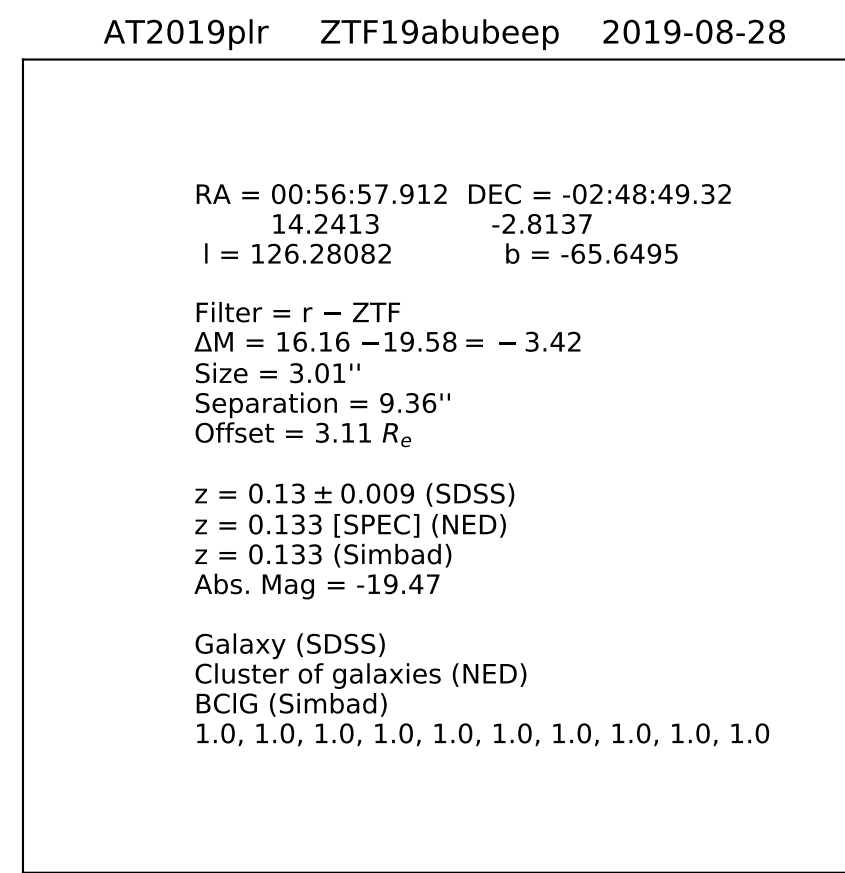 AT2019plr ZTF19abubeep 2019-08-28
RA = 00:56:57.912 DEC = -02:48:49.32
14.2413 -2.8137
l = 126.28082 b = -65.6495
Filter = r − ZTF
ΔM = 16.16 −19.58 = − 3.42
Size = 3.01''
Separation = 9.36''
Offset = 3.11 Rₑ
z = 0.13 ± 0.009 (SDSS)
z = 0.133 [SPEC] (NED)
z = 0.133 (Simbad)
Abs. Mag = -19.47
Galaxy (SDSS)
Cluster of galaxies (NED)
BClG (Simbad)
1.0, 1.0, 1.0, 1.0, 1.0, 1.0, 1.0, 1.0, 1.0, 1.0